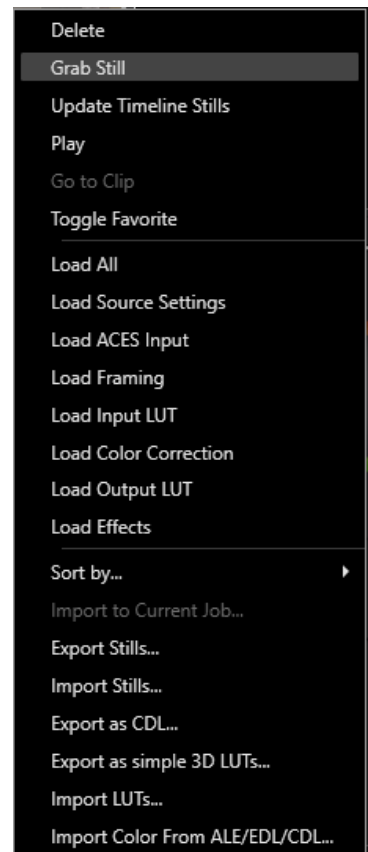 Delete
Grab Still
Update Timeline Stills
Play
Go to Clip
Toggle Favorite
Load All
Load Source Settings
Load ACES Input
Load Framing
Load Input LUT
Load Color Correction
Load Output LUT
Load Effects
Sort by...
Import to Current Job...
Export Stills...
Import Stills...
Export as CDL...
Export as simple 3D LUTs...
Import LUTs...
Import Color From ALE/EDL/CDL...